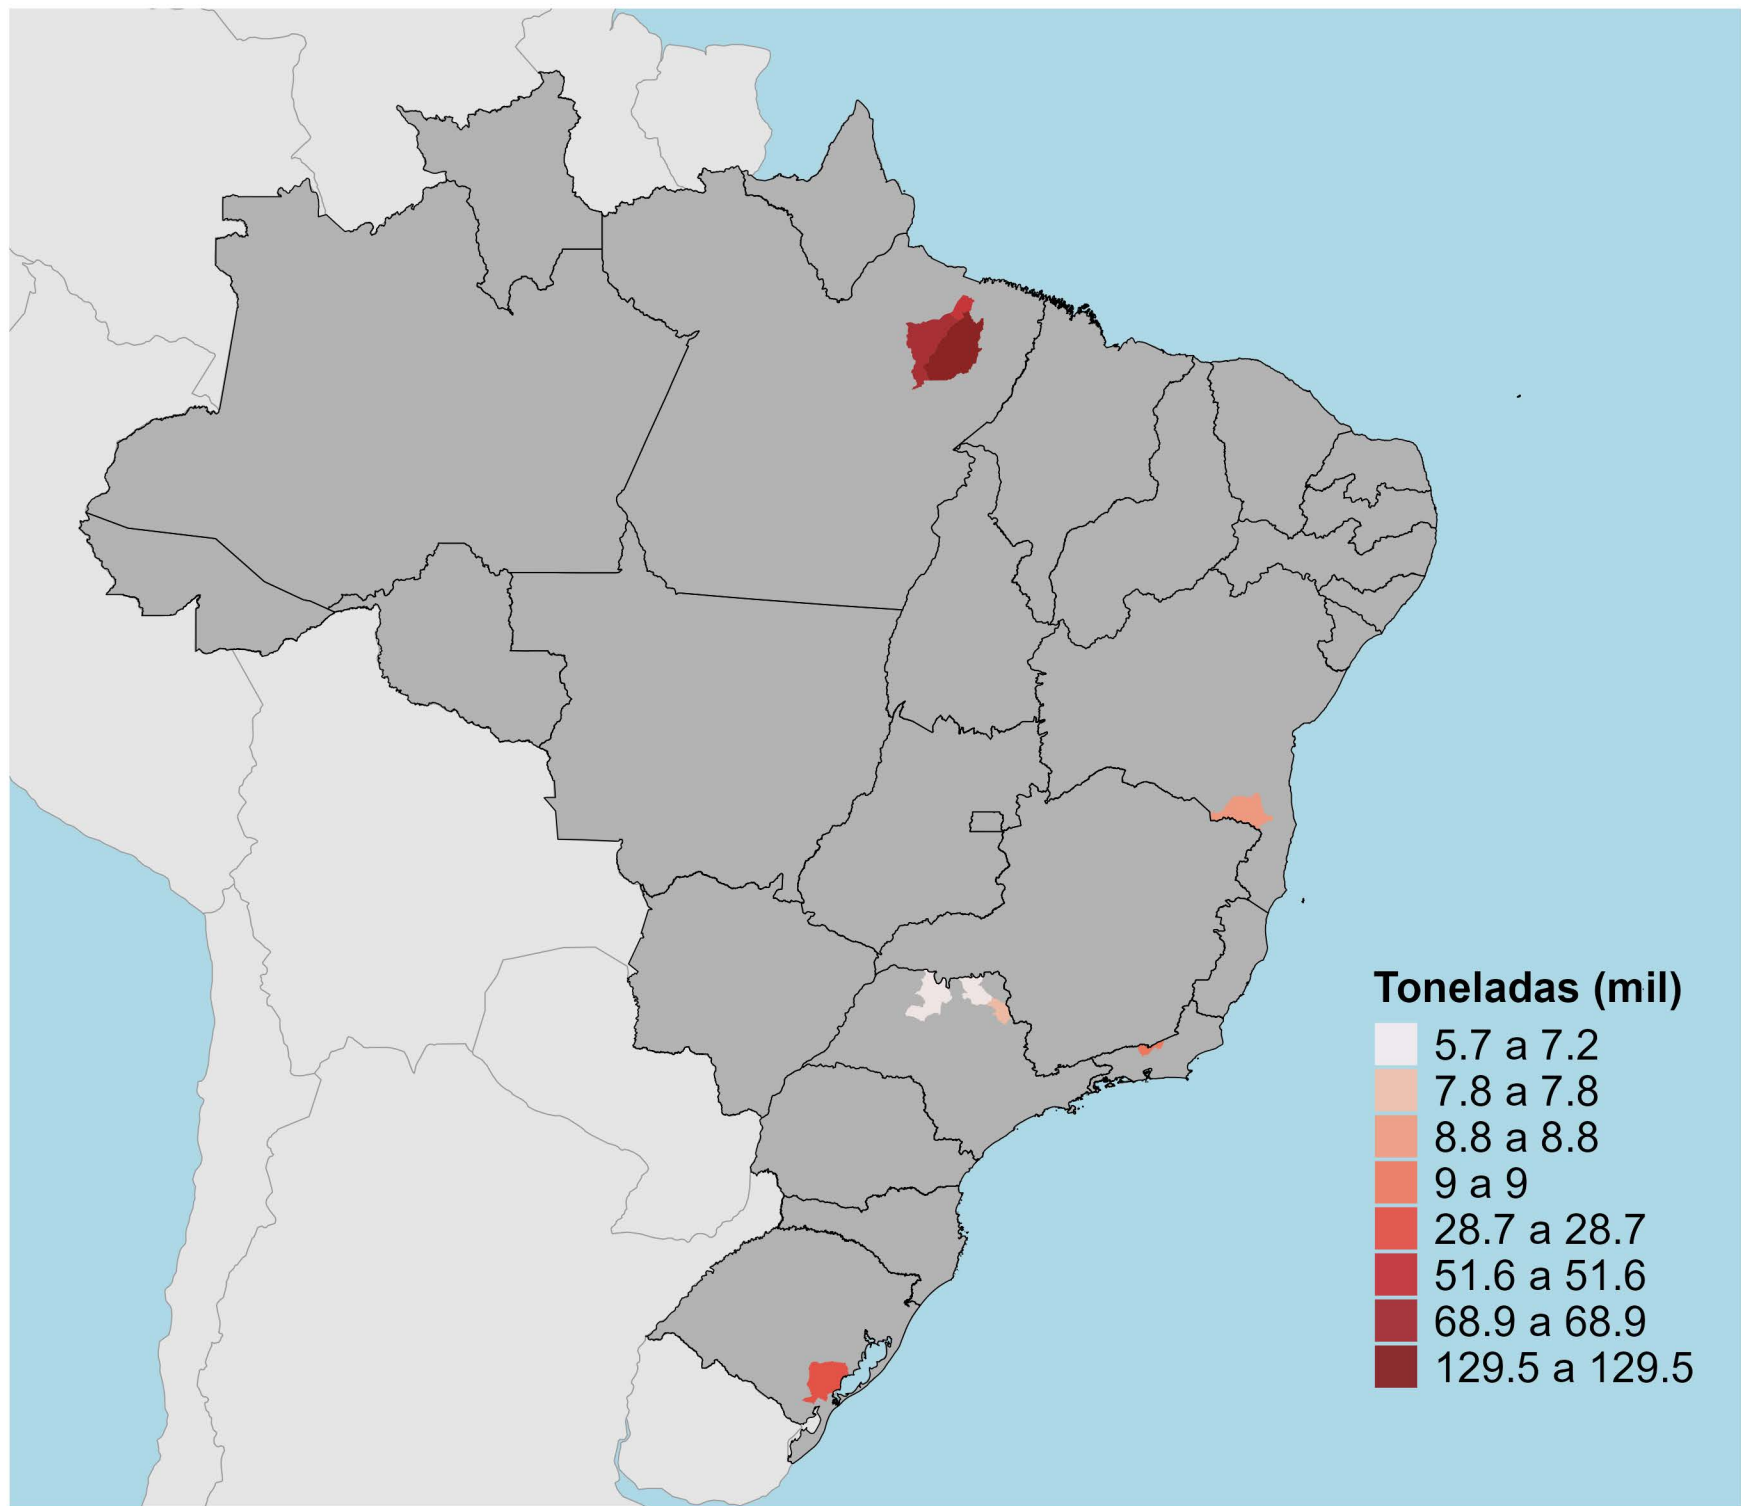 Toneladas (mil)
5.7 a 7.2
7.8 a 7.8
8.8 a 8.8
9 a 9
28.7 a 28.7
51.6 a 51.6
68.9 a 68.9
129.5 a 129.5